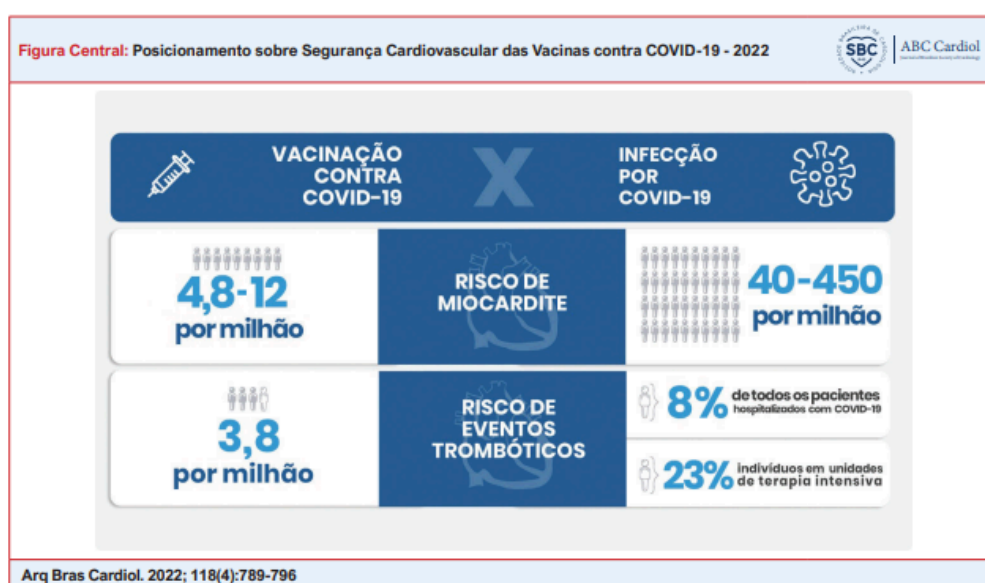 Figura Central: Posicionamento sobre Segurança Cardiovascular das Vacinas contra COVID-19 - 2022
SBC
ABC Cardiol
VACINAÇÃO
CONTRA
COVID-19
X
INFECÇÃO
POR
COVID-19
4,8-12
por milhão
RISCO DE
MIOCARDITE
40-450
por milhão
3,8
por milhão
RISCO DE
EVENTOS
TROMBÓTICOS
8% de todos os pacientes
hospitalizados com COVID-19
23% indivíduos em unidades
de terapia intensiva
Arq Bras Cardiol. 2022; 118(4):789-796